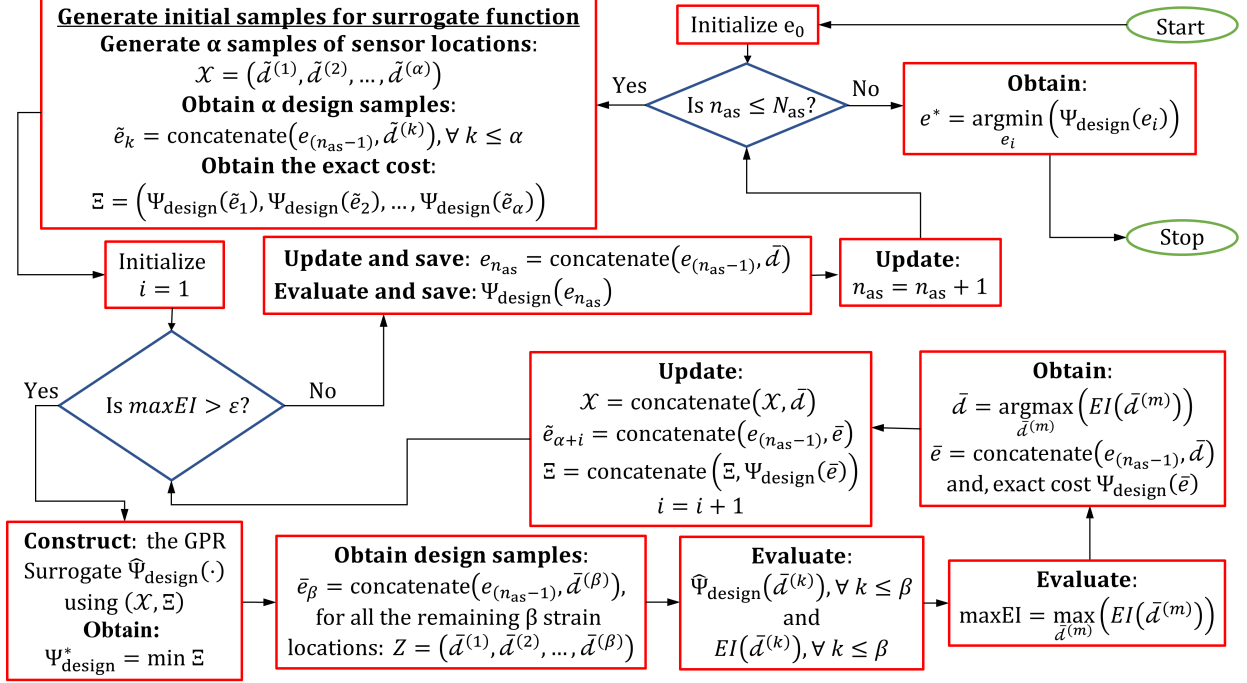 Start
Initialize e₀
Is n_as ≤ N_as?
Yes
No
Obtain:
e* = argmin_{e_i} (Ψ_design(e_i))
Stop
Generate initial samples for surrogate function
Generate α samples of sensor locations:
𝒳 = (d̃^(1), d̃^(2), …, d̃^(α))
Obtain α design samples:
ẽ_k = concatenate(e_(n_as−1), d̃^(k)), ∀ k ≤ α
Obtain the exact cost:
Ξ = (Ψ_design(ẽ_1), Ψ_design(ẽ_2), …, Ψ_design(ẽ_α))
Initialize
i = 1
Update and save: e_{n_as} = concatenate(e_(n_as−1), d̄)
Evaluate and save: Ψ_design(e_{n_as})
Update:
n_as = n_as + 1
Is maxEI > ε?
Yes
No
Construct: the GPR
Surrogate Ψ̂_design(·)
using (𝒳, Ξ)
Obtain:
Ψ*_design = min Ξ
Obtain design samples:
ē_β = concatenate(e_(n_as−1), d̄^(β)),
for all the remaining β strain
locations: Z = (d̄^(1), d̄^(2), …, d̄^(β))
Evaluate:
Ψ̂_design(d̄^(k)), ∀ k ≤ β
and
EI(d̄^(k)), ∀ k ≤ β
Evaluate:
maxEI = max_{d̄^(m)} (EI(d̄^(m)))
Obtain:
d̄ = argmax_{d̄^(m)} (EI(d̄^(m)))
ē = concatenate(e_(n_as−1), d̄)
and, exact cost Ψ_design(ē)
Update:
𝒳 = concatenate(𝒳, d̄)
ẽ_{α+i} = concatenate(e_(n_as−1), ē)
Ξ = concatenate(Ξ, Ψ_design(ē))
i = i + 1